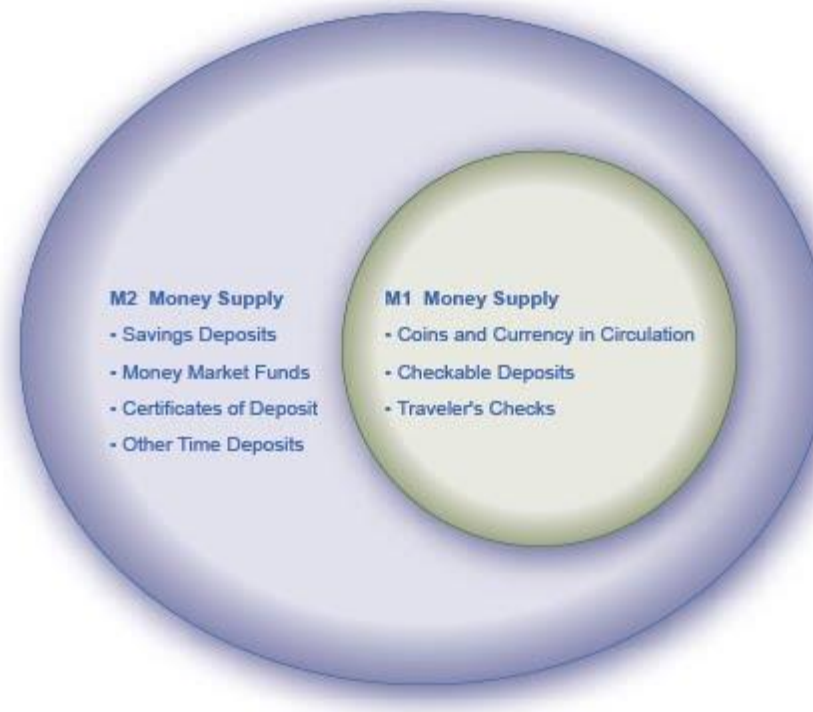 M2 Money Supply
- Savings Deposits
- Money Market Funds
- Certificates of Deposit
- Other Time Deposits
M1 Money Supply
- Coins and Currency in Circulation
- Checkable Deposits
- Traveler's Checks